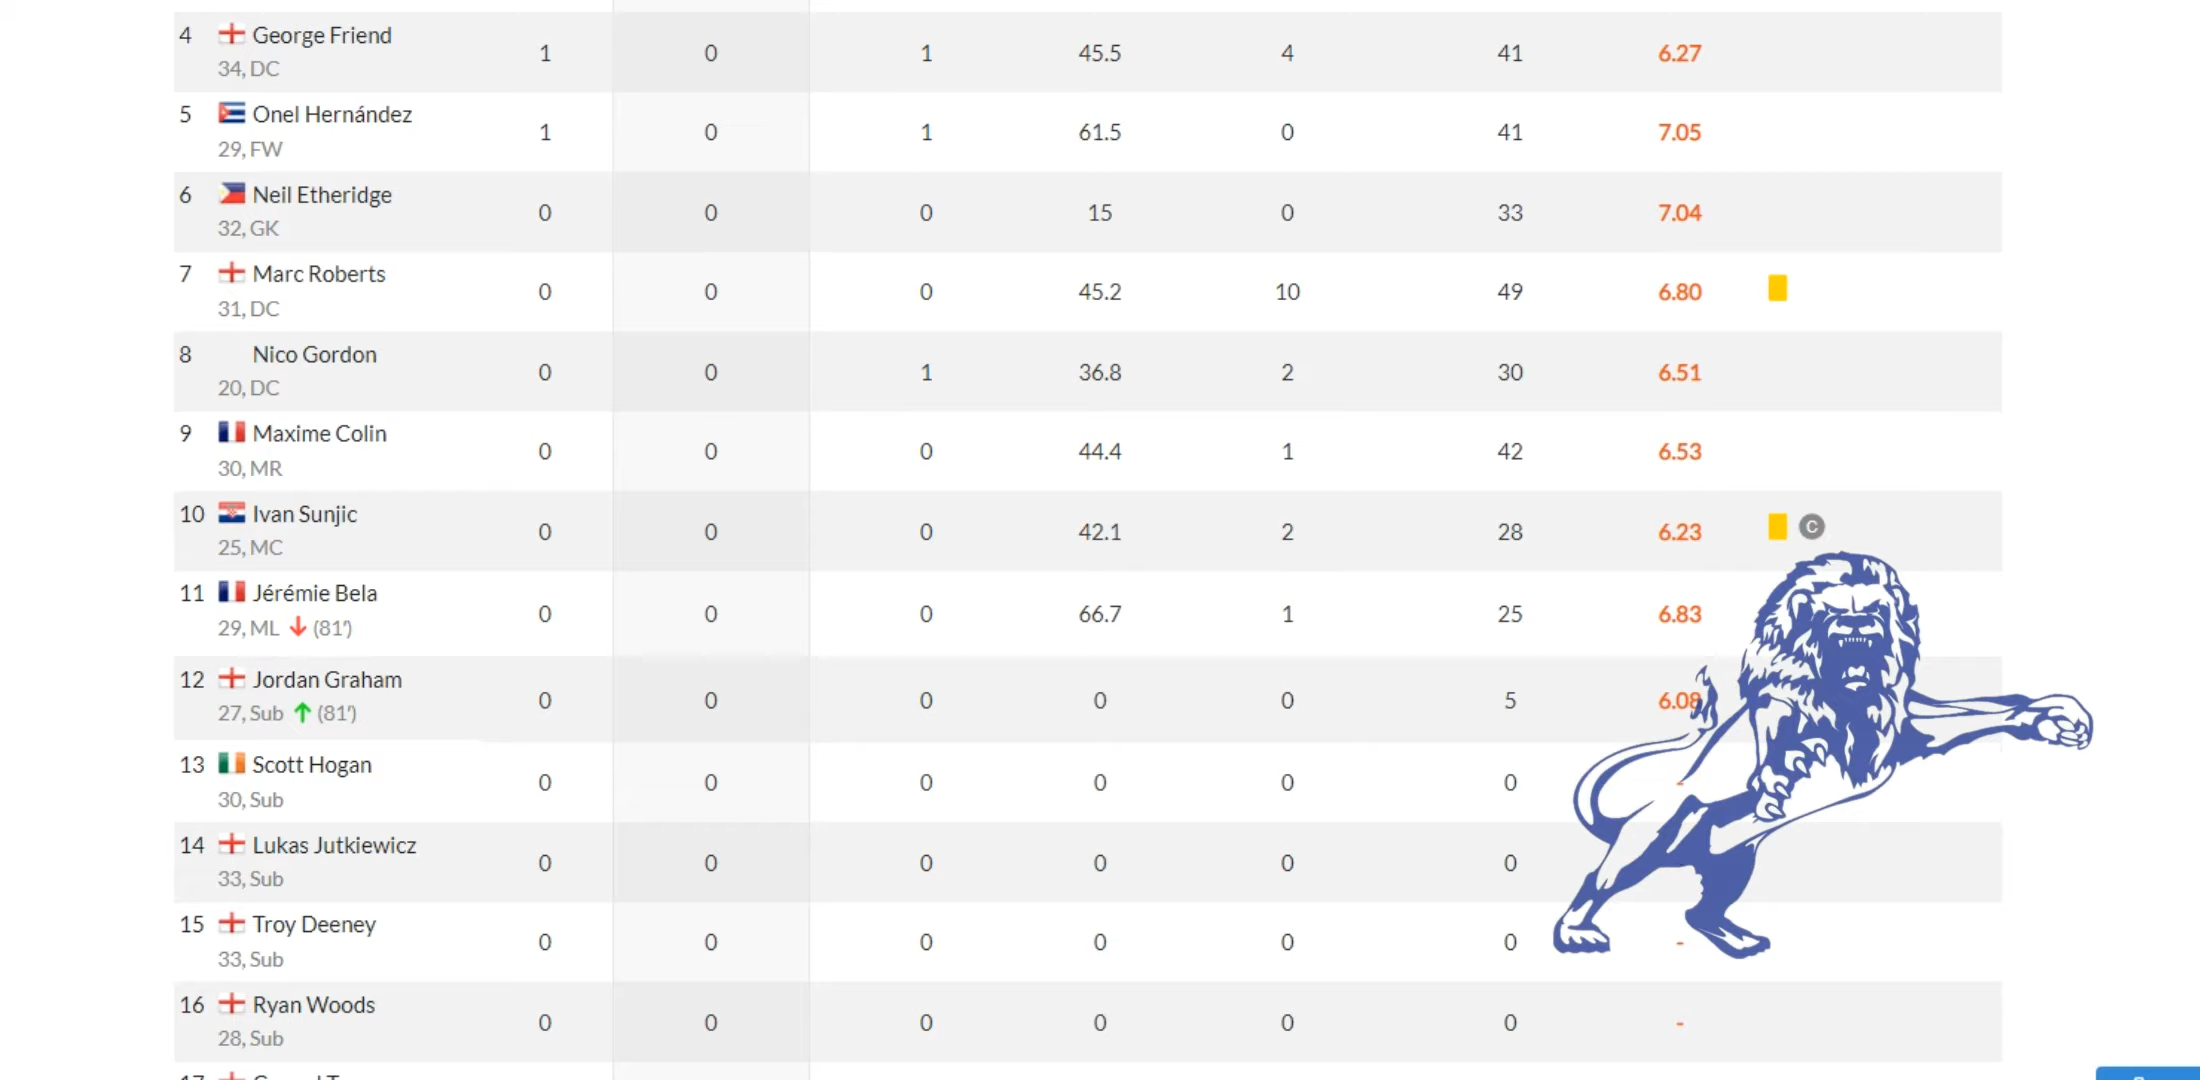 4 George Friend 1 0 1 45.5 4 41 6.27
34, DC
5 Onel Hernández 1 0 1 61.5 0 41 7.05
29, FW
6 Neil Etheridge 0 0 0 15 0 33 7.04
32, GK
7 Marc Roberts 0 0 0 45.2 10 49 6.80
31, DC
8 Nico Gordon 0 0 1 36.8 2 30 6.51
20, DC
9 Maxime Colin 0 0 0 44.4 1 42 6.53
30, MR
10 Ivan Sunjic 0 0 0 42.1 2 28 6.23 C
25, MC
11 Jérémie Bela 0 0 0 66.7 1 25 6.83
29, ML (81')
12 Jordan Graham 0 0 0 0 0 5 6.08
27, Sub (81')
13 Scott Hogan 0 0 0 0 0 0 -
30, Sub
14 Lukas Jutkiewicz 0 0 0 0 0 0
33, Sub
15 Troy Deeney 0 0 0 0 0 0 -
33, Sub
16 Ryan Woods 0 0 0 0 0 0 -
28, Sub